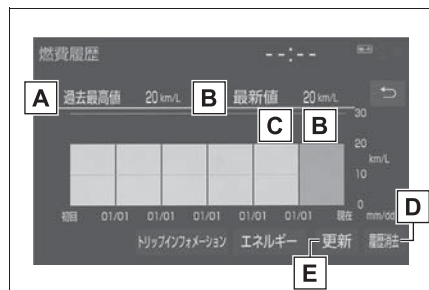 燃費履歴 --:--
A 過去最高値 20 km/L B 最新値 20 km/L
C B 30
20
km/L
10
0
初回 01/01 01/01 01/01 01/01 01/01 現在 mm/dd D
トリップインフォメーション エネルギー 更新 履歴消去
E